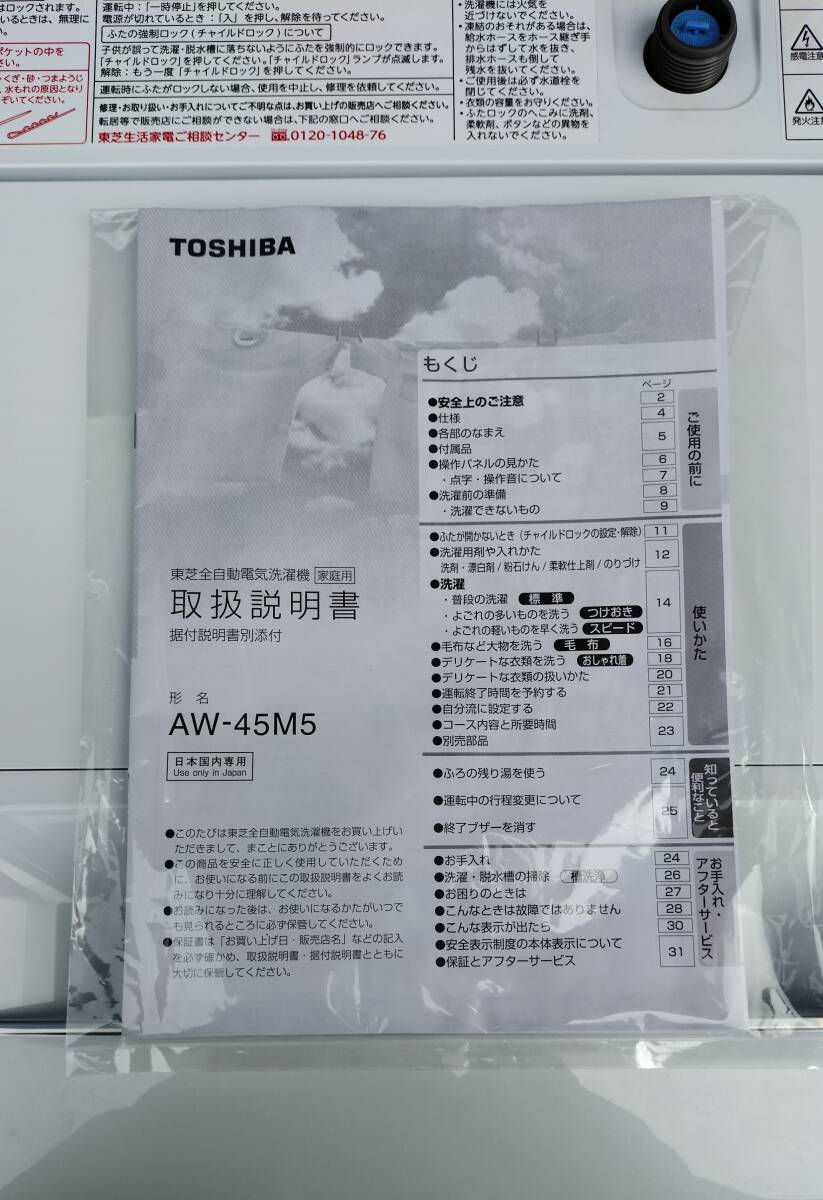 はロックされます。
いるときは、無理に
ポケットの中を
さい。
くぎ・砂・つまようじ
、水もれの原因となり
ぞいてください。
運転中：「一時停止」を押してください。
電源が切れているとき：「入」を押し、解除を待ってください。
ふたの強制ロック（チャイルドロック）について
子供が誤って洗濯・脱水槽に落ちないようにふたを強制的にロックできます。
「チャイルドロック」を押してください。「チャイルドロック」ランプが点滅します。
解除：もう一度「チャイルドロック」を押してください。
運転時にふたがロックしない場合、使用を中止し、修理を依頼してください。
修理・お取り扱い・お手入れについてご不明な点は、お買い上げの販売店へご相談ください。
転居等で販売店にご相談ができない場合は、下記の窓口へご相談ください。
東芝生活家電ご相談センター 0120-1048-76
・洗濯機には火気を
近づけないでください。
・凍結のおそれがある場合は、
給水ホースをホース継ぎ手
からはずして水を抜き、
排水ホースも倒して
残水を抜いてください。
・ご使用後は必ず水道栓を
閉じてください。
・衣類の容量をお守りください。
・ふたロックのへこみに洗剤、
柔軟剤、ボタンなどの異物を
入れないでください。
感電注意
発火注意
TOSHIBA
東芝全自動電気洗濯機 家庭用
取扱説明書
据付説明書別添付
形 名
AW-45M5
日本国内専用
Use only in Japan
●このたびは東芝全自動電気洗濯機をお買い上げい
ただきまして、まことにありがとうございます。
●この商品を安全に正しく使用していただくため
に、お使いになる前にこの取扱説明書をよくお読
みになり十分に理解してください。
●お読みになった後は、お使いになるかたがいつで
も見られるところに必ず保管してください。
●保証書は「お買い上げ日・販売店名」などの記入
を必ず確かめ、取扱説明書・据付説明書とともに
大切に保管してください。
もくじ
ページ
●安全上のご注意 2
●仕様 4
●各部のなまえ 5
●付属品
●操作パネルの見かた 6
・点字・操作音について 7
●洗濯前の準備 8
・洗濯できないもの 9
ご使用の前に
●ふたが開かないとき（チャイルドロックの設定・解除） 11
●洗濯用剤や入れかた 12
洗剤/漂白剤/粉石けん/柔軟仕上剤/のりづけ
●洗濯
・普段の洗濯 標準 14
・よごれの多いものを洗う つけおき
・よごれの軽いものを早く洗う スピード
●毛布など大物を洗う 毛布 16
●デリケートな衣類を洗う おしゃれ着 18
●デリケートな衣類の扱いかた 20
●運転終了時間を予約する 21
●自分流に設定する 22
●コース内容と所要時間 23
●別売部品
使いかた
●ふろの残り湯を使う 24
●運転中の行程変更について 25
●終了ブザーを消す
知っていると
便利なこと
●お手入れ 24
●洗濯・脱水槽の掃除 槽洗浄 26
●お困りのときは 27
●こんなときは故障ではありません 28
●こんな表示が出たら 30
●安全表示制度の本体表示について 31
●保証とアフターサービス
お手入れ・
アフターサービス